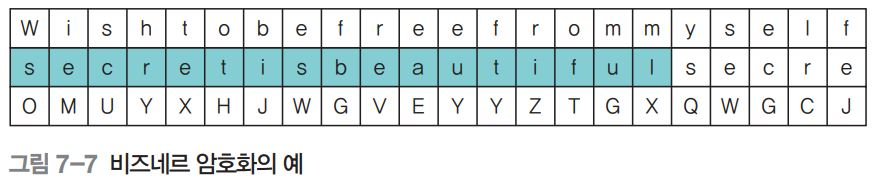 W i s h t o b e f r e e f r o m m y s e l f
s e c r e t i s b e a u t i f u l s e c r e
O M U Y X H J W G V E Y Y Z T G X Q W G C J
그림 7-7 비즈네르 암호화의 예